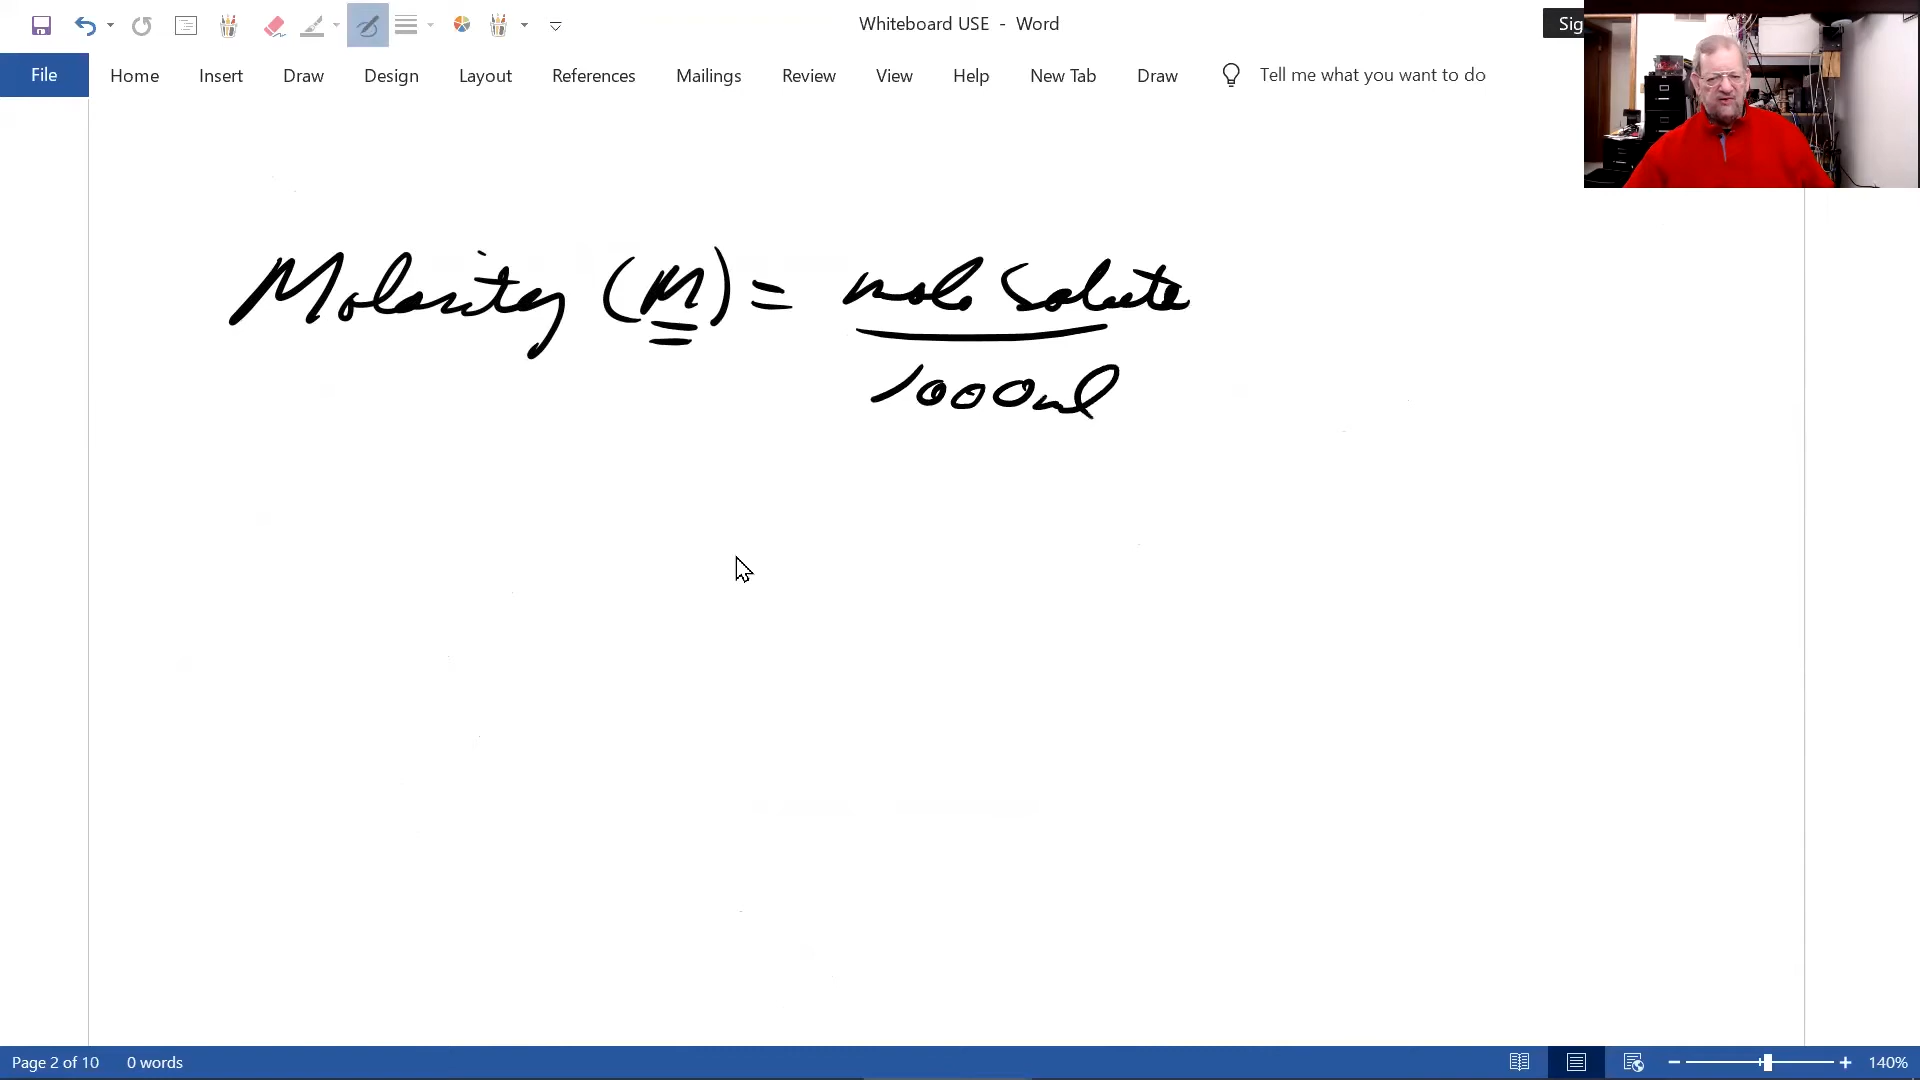 Whiteboard USE - Word
Sig
File Home Insert Draw Design Layout References Mailings Review View Help New Tab Draw Tell me what you want to do
Molarity (M) = mole Solute
1000ml
Page 2 of 10 0 words 140%